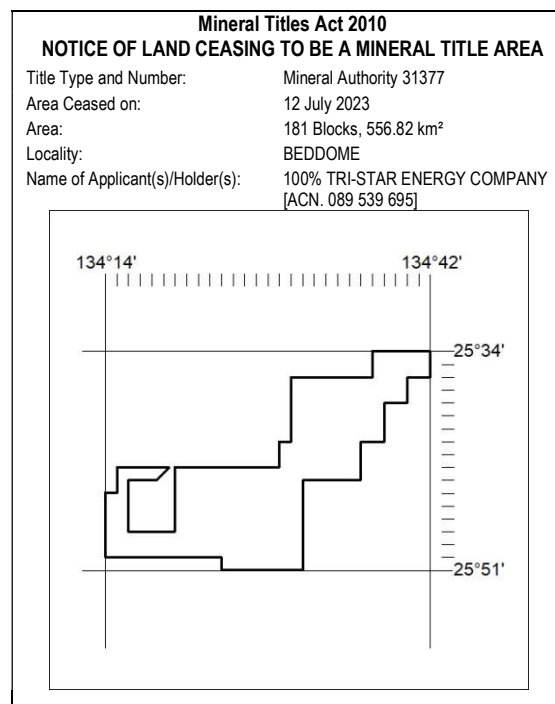 Mineral Titles Act 2010
NOTICE OF LAND CEASING TO BE A MINERAL TITLE AREA
Title Type and Number: Mineral Authority 31377
Area Ceased on: 12 July 2023
Area: 181 Blocks, 556.82 km²
Locality: BEDDOME
Name of Applicant(s)/Holder(s): 100% TRI-STAR ENERGY COMPANY
[ACN. 089 539 695]
134°14' 134°42'
25°34'
25°51'